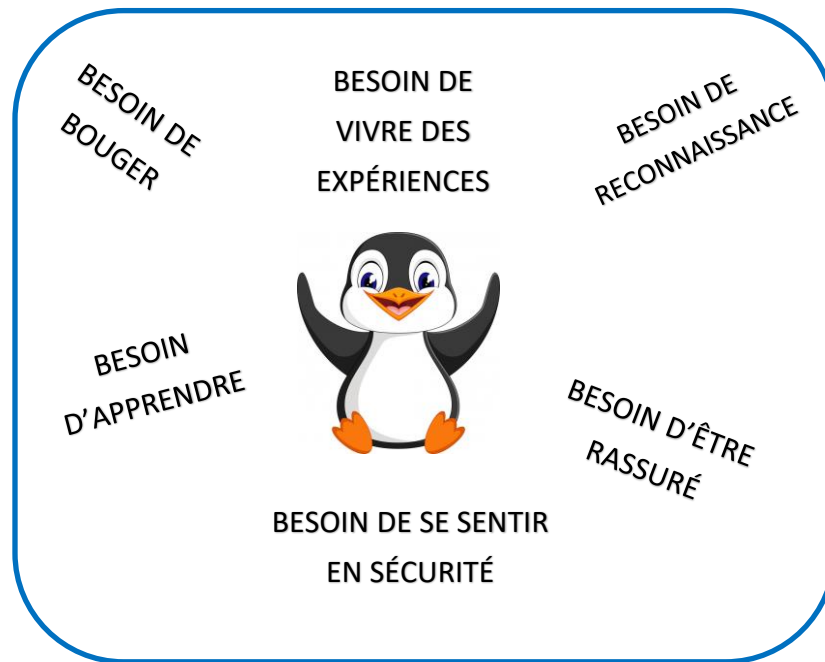 BESOIN DE
BOUGER
BESOIN DE
VIVRE DES
EXPÉRIENCES
BESOIN DE
RECONNAISSANCE
BESOIN
D’APPRENDRE
BESOIN D’ÊTRE
RASSURÉ
BESOIN DE SE SENTIR
EN SÉCURITÉ